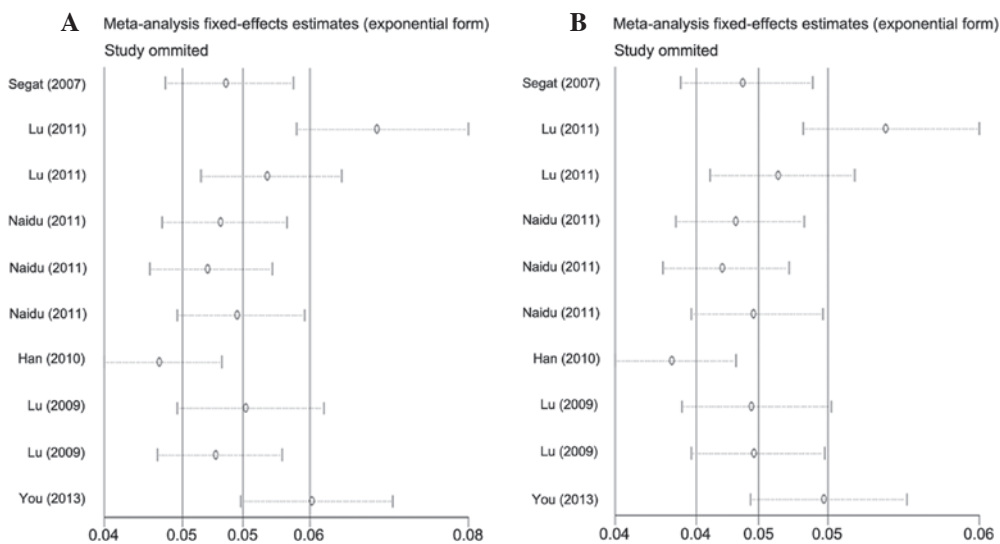 A Meta-analysis fixed-effects estimates (exponential form)
Study ommited
Segat (2007)
Lu (2011)
Lu (2011)
Naidu (2011)
Naidu (2011)
Naidu (2011)
Han (2010)
Lu (2009)
Lu (2009)
You (2013)
0.04 0.05 0.05 0.06 0.08
B Meta-analysis fixed-effects estimates (exponential form)
Study ommited
Segat (2007)
Lu (2011)
Lu (2011)
Naidu (2011)
Naidu (2011)
Naidu (2011)
Han (2010)
Lu (2009)
Lu (2009)
You (2013)
0.04 0.04 0.05 0.05 0.06